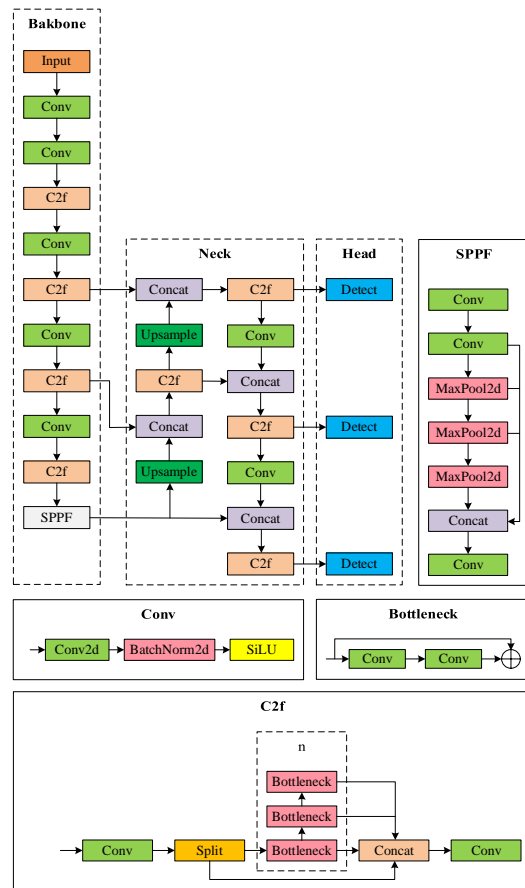 Bakbone
Input
Conv
Conv
C2f
Conv
C2f
Conv
C2f
Conv
C2f
SPPF
Neck
Concat
Upsample
C2f
Concat
Upsample
C2f
Conv
Concat
C2f
Conv
Concat
C2f
Head
Detect
Detect
Detect
SPPF
Conv
Conv
MaxPool2d
MaxPool2d
MaxPool2d
Concat
Conv
Conv
Conv2d BatchNorm2d SiLU
Bottleneck
Conv Conv
C2f
n
Bottleneck
Bottleneck
Conv Split Bottleneck Concat Conv